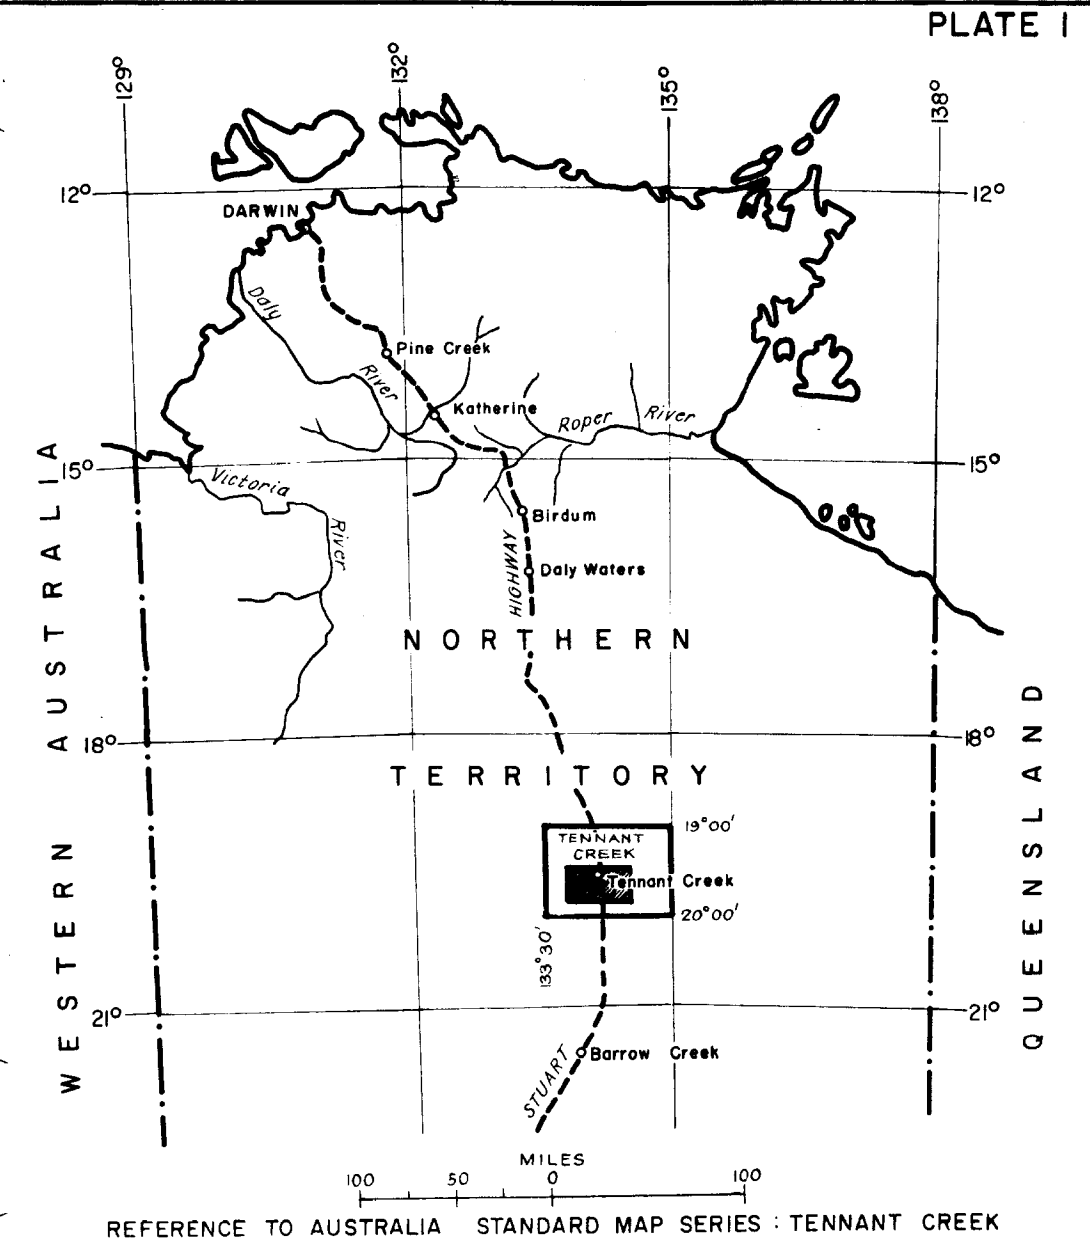 PLATE 1
129° 132° 135° 138°
12° 12°
DARWIN
Daly
River
Pine Creek
Katherine
Roper River
15° 15°
Victoria
River
Birdum
Daly Waters
HIGHWAY
NORTHERN
WESTERN AUSTRALIA
QUEENSLAND
18° 18°
TERRITORY
19°00'
TENNANT
CREEK
Tennant Creek
20°00'
133°30'
21° 21°
Barrow Creek
STUART
MILES
100 50 0 100
REFERENCE TO AUSTRALIA STANDARD MAP SERIES : TENNANT CREEK